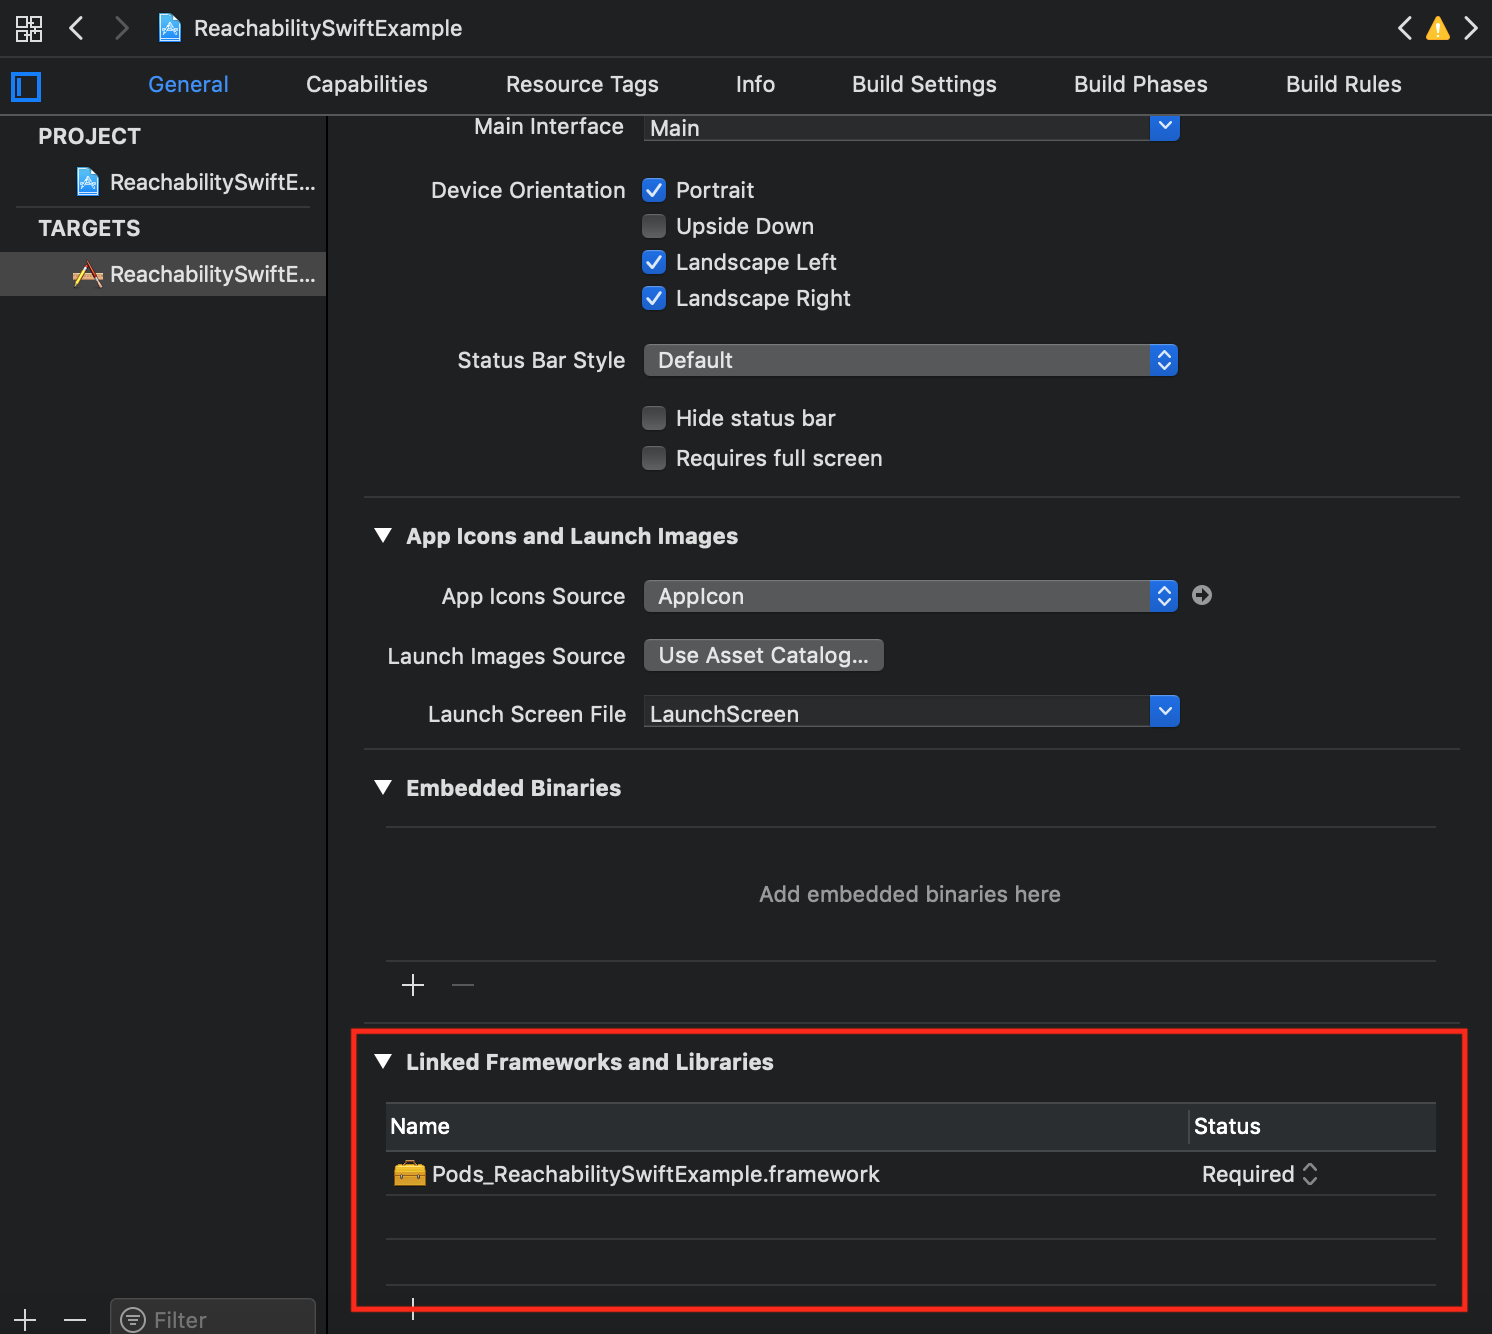 ReachabilitySwiftExample
General Capabilities Resource Tags Info Build Settings Build Phases Build Rules
PROJECT
ReachabilitySwiftE...
TARGETS
ReachabilitySwiftE...
Main Interface Main
Device Orientation Portrait
Upside Down
Landscape Left
Landscape Right
Status Bar Style Default
Hide status bar
Requires full screen
App Icons and Launch Images
App Icons Source AppIcon
Launch Images Source Use Asset Catalog...
Launch Screen File LaunchScreen
Embedded Binaries
Add embedded binaries here
Linked Frameworks and Libraries
Name Status
Pods_ReachabilitySwiftExample.framework Required
Filter